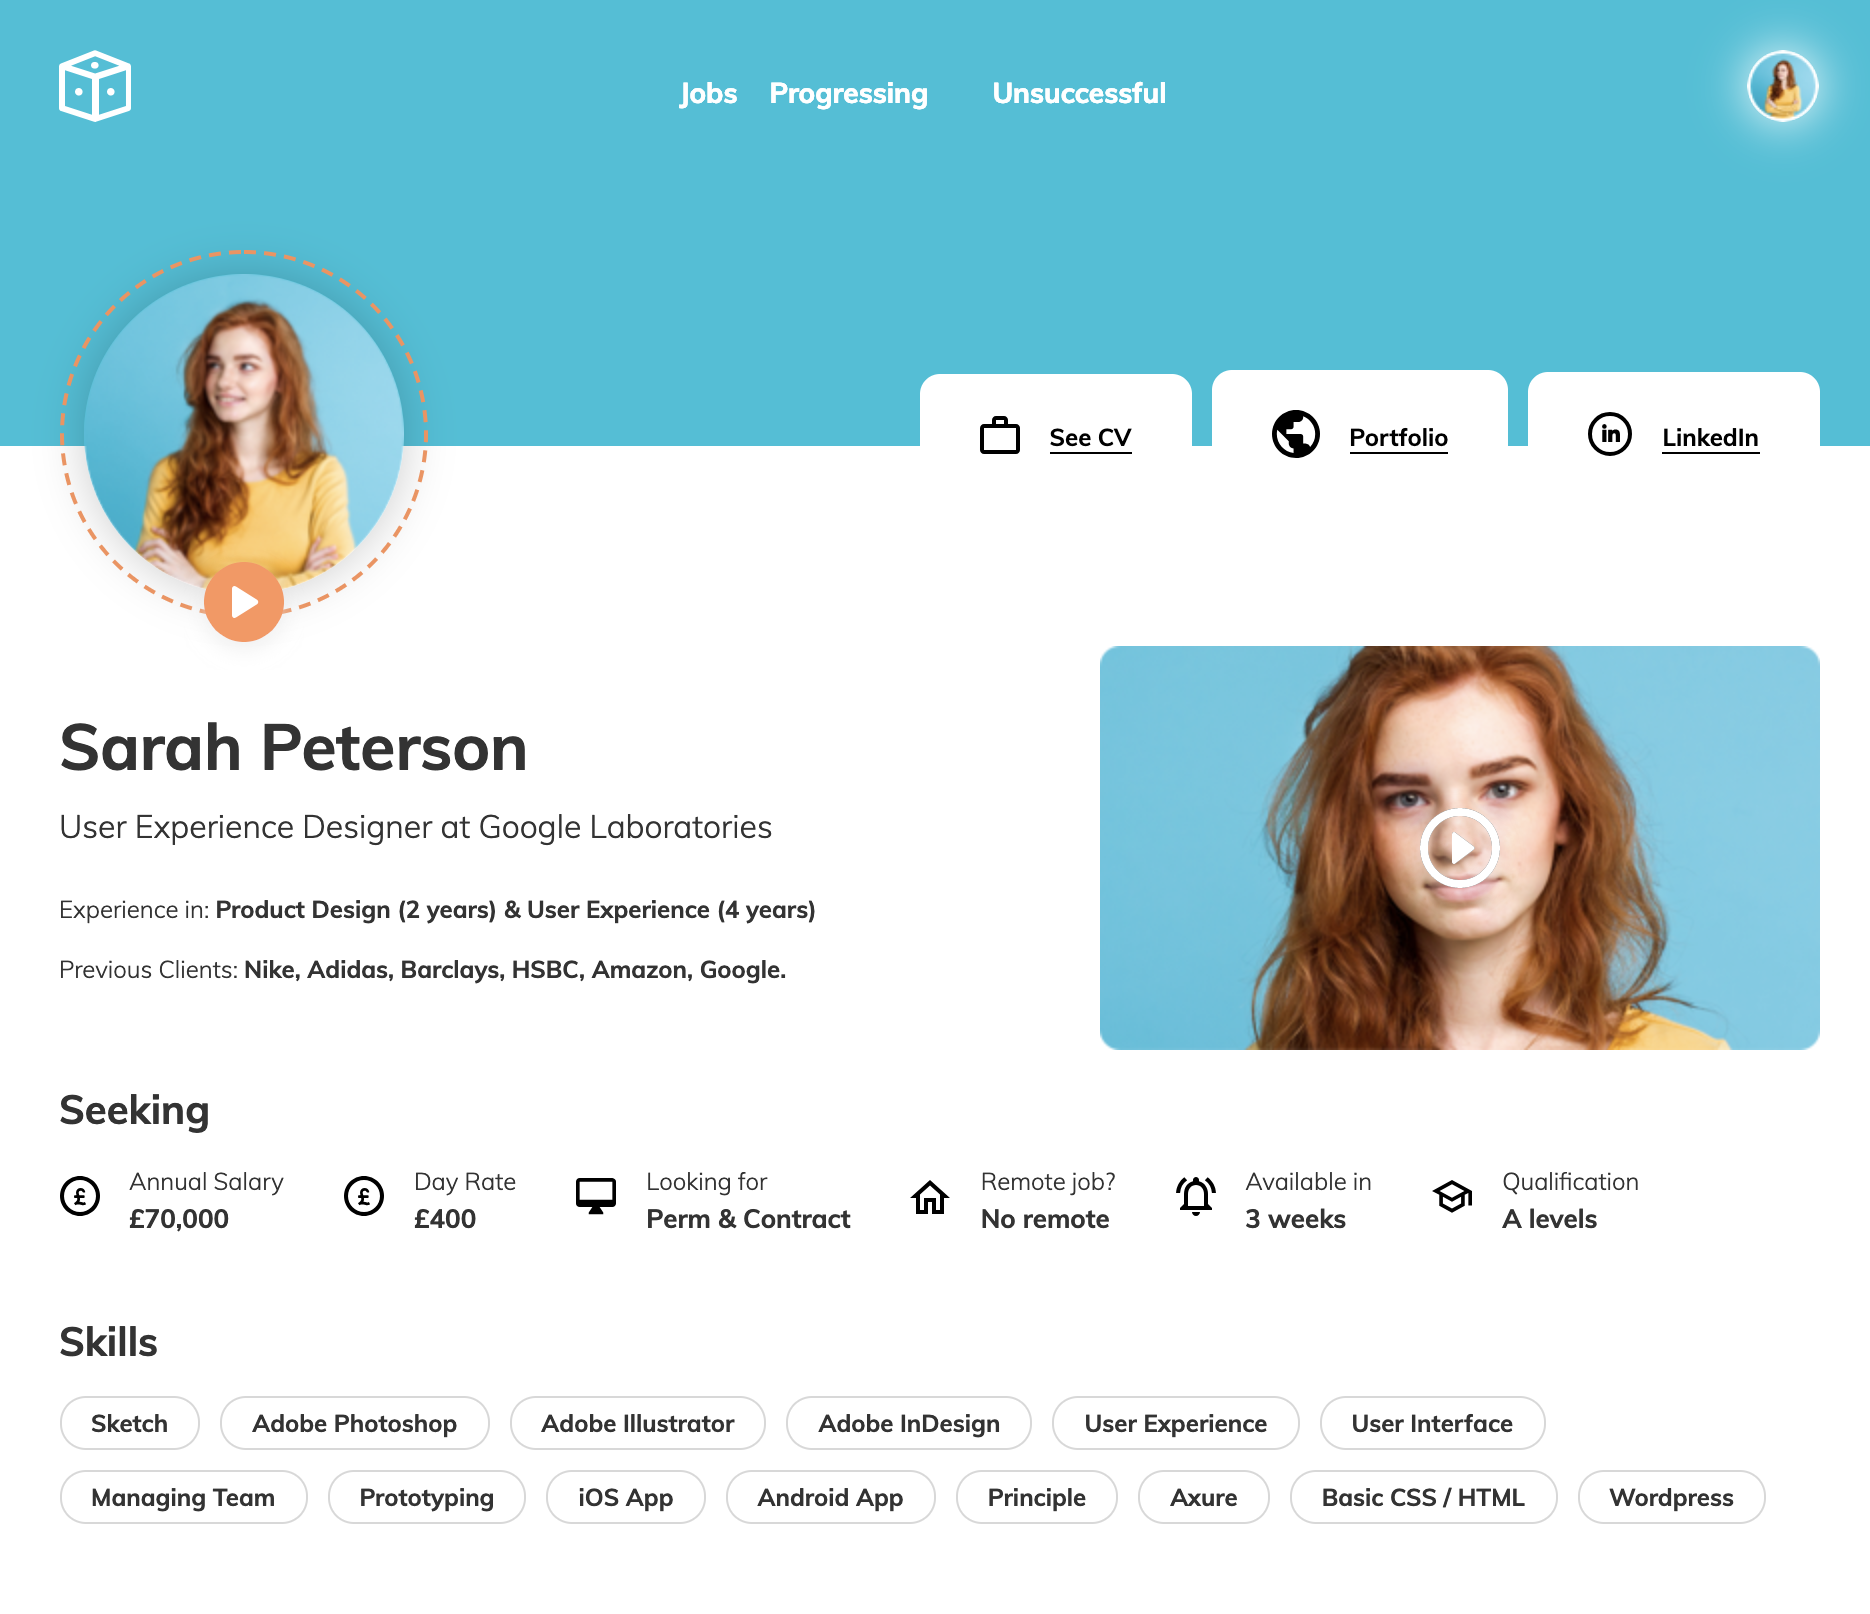 Jobs Progressing Unsuccessful
See CV Portfolio LinkedIn
Sarah Peterson
User Experience Designer at Google Laboratories
Experience in: Product Design (2 years) & User Experience (4 years)
Previous Clients: Nike, Adidas, Barclays, HSBC, Amazon, Google.
Seeking
Annual Salary
£70,000
Day Rate
£400
Looking for
Perm & Contract
Remote job?
No remote
Available in
3 weeks
Qualification
A levels
Skills
Sketch Adobe Photoshop Adobe Illustrator Adobe InDesign User Experience User Interface
Managing Team Prototyping iOS App Android App Principle Axure Basic CSS / HTML Wordpress